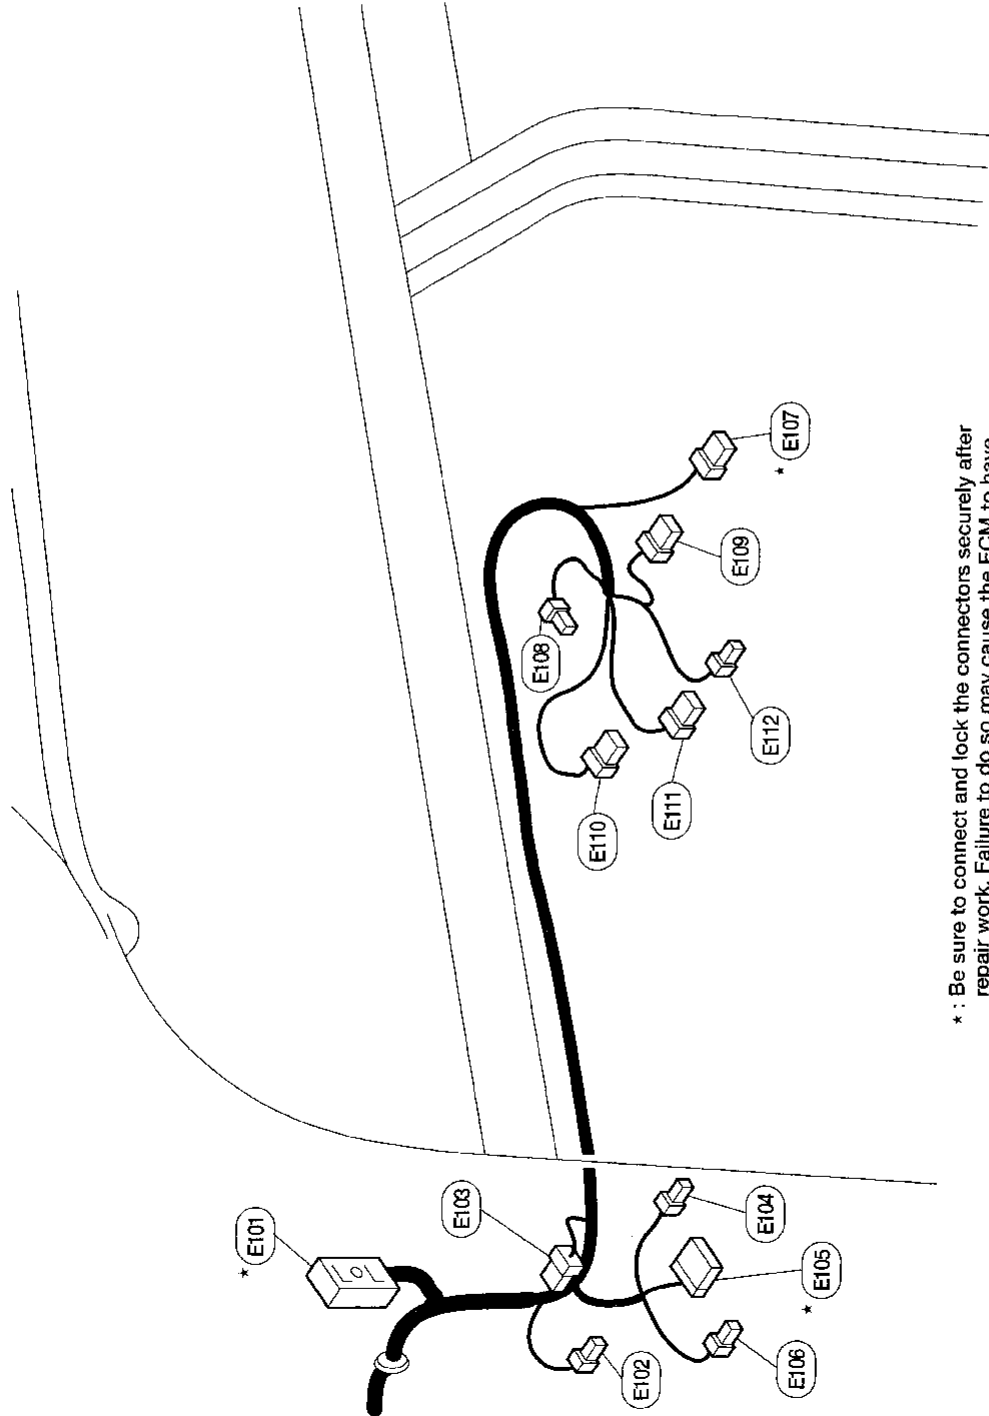 * E101
E103
E102
E104
E105
*
E106
E108
E110
E111
E112
E109
E107
*
* : Be sure to connect and lock the connectors securely after
repair work. Failure to do so may cause the ECM to have